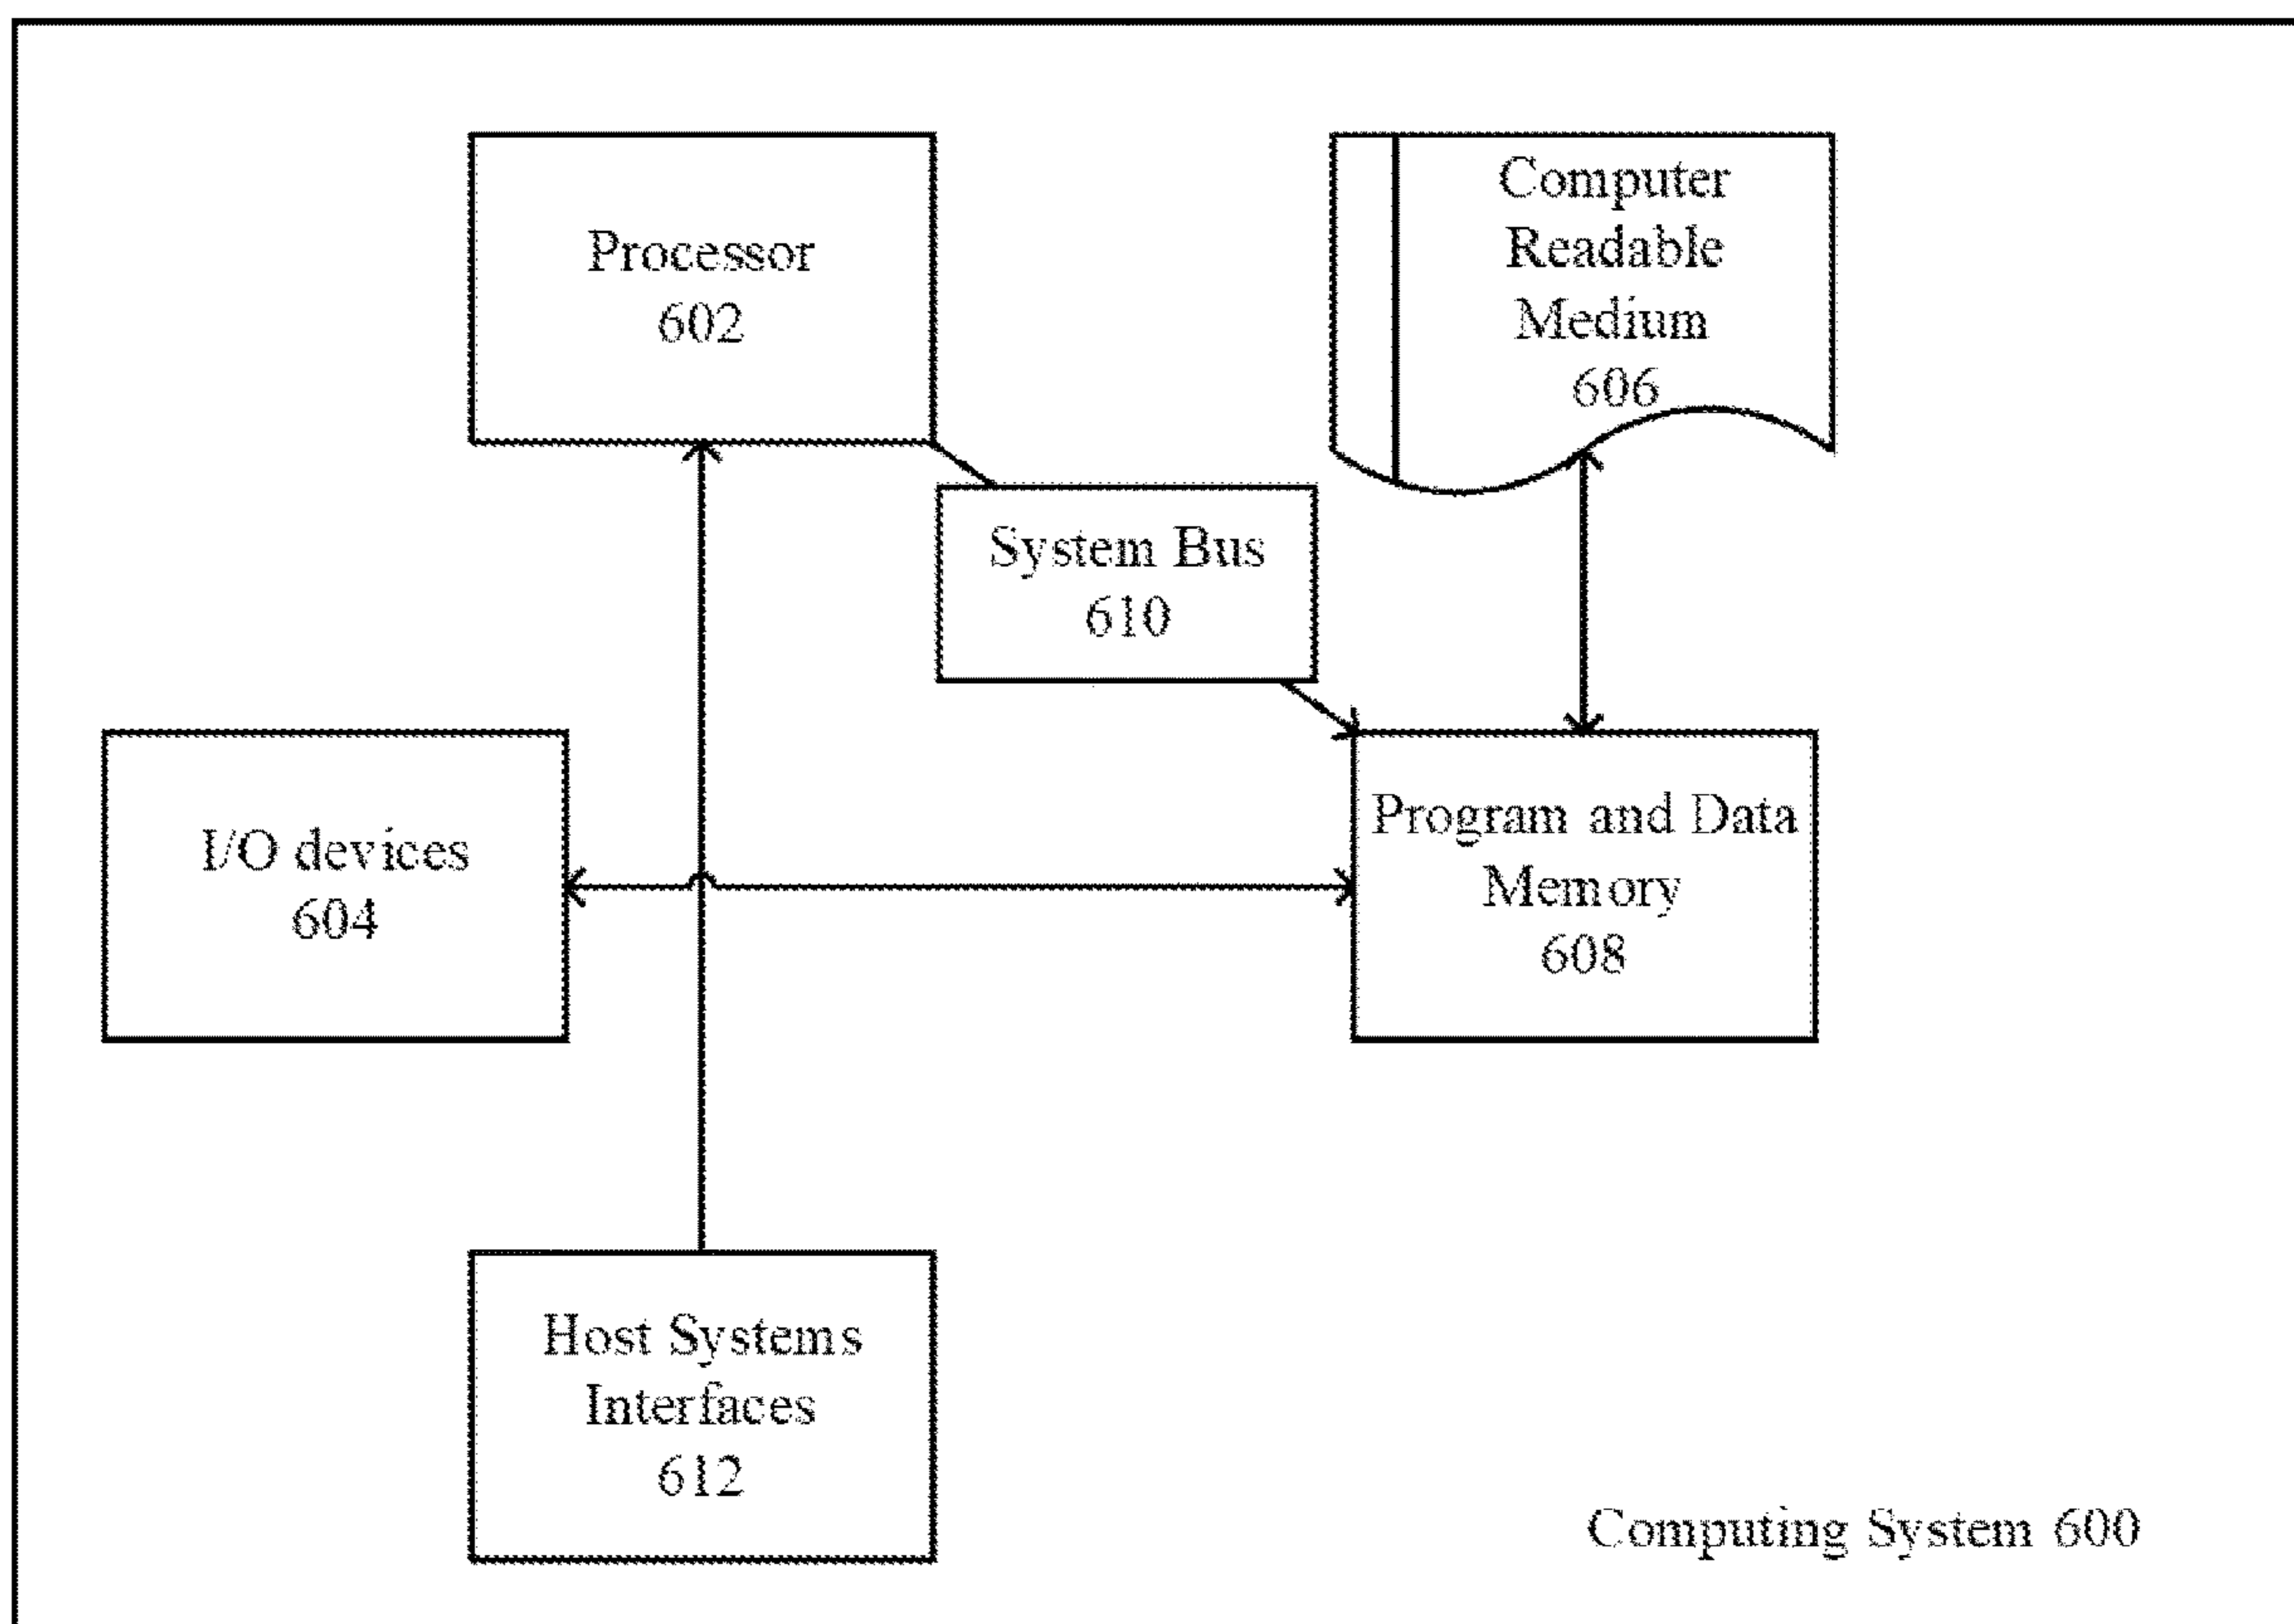 Processor
602
Computer
Readable
Medium
606
System Bus
610
I/O devices
604
Program and Data
Memory
608
Host Systems
Interfaces
612
Computing System 600